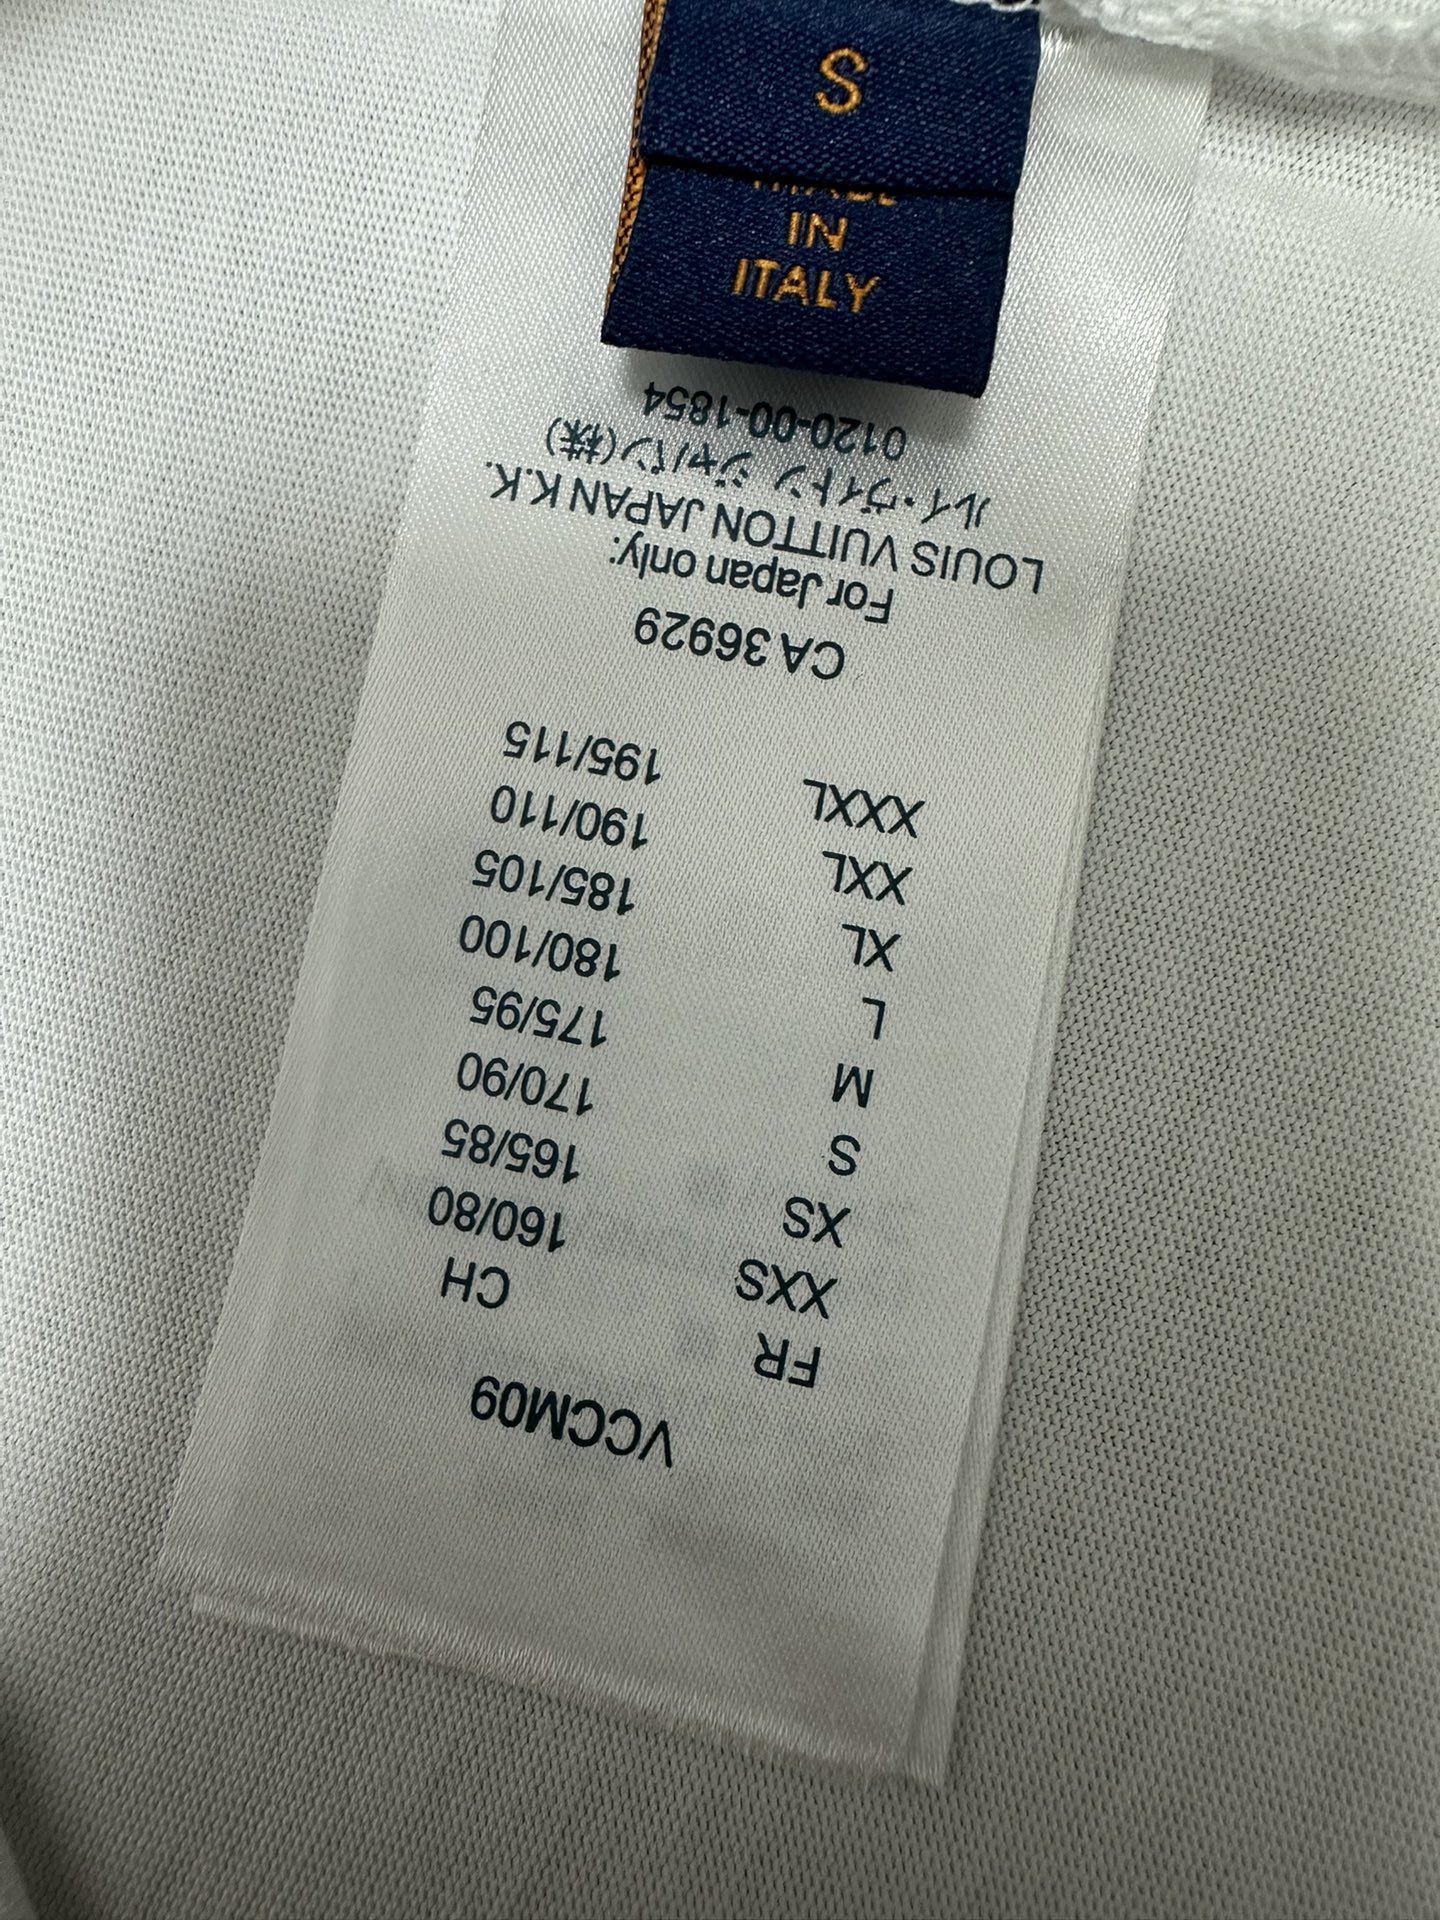 S
MADE
IN
ITALY
VCCM09
FR CH
XXS 160/80
XS 165/85
S 170/90
M 175/95
L 180/100
XL 185/105
XXL 190/110
XXXL 195/115
CA 36929
For Japan only:
LOUIS VUITTON JAPAN K.K.
ルイ・ヴィトン ジャパン(株)
0120-00-1854